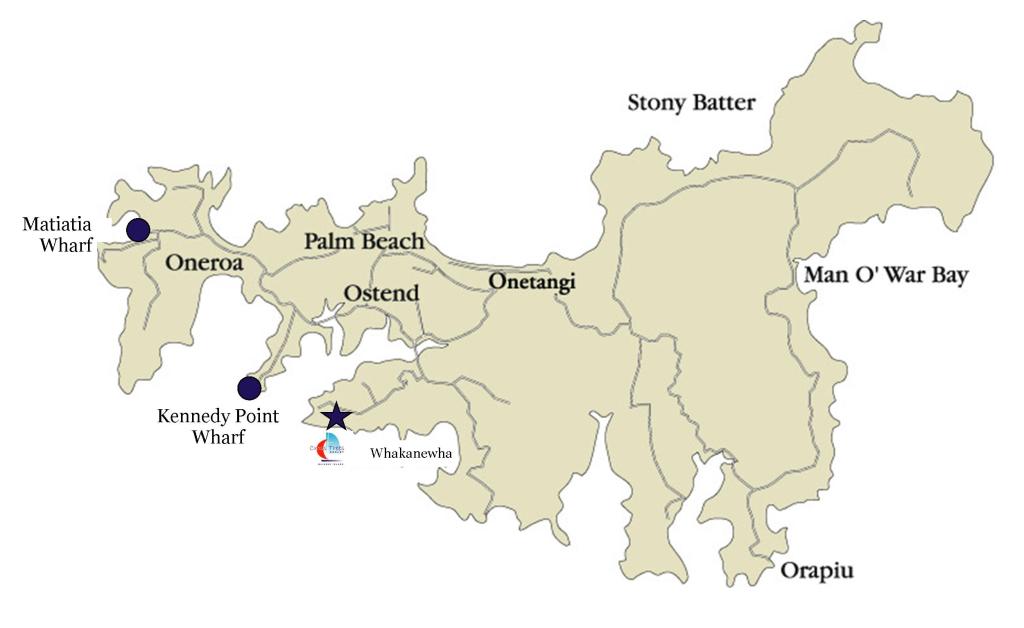 Stony Batter
Matiatia
Wharf
Palm Beach
Oneroa
Man O' War Bay
Onetangi
Ostend
Kennedy Point
Wharf
Whakanewha
Orapiu